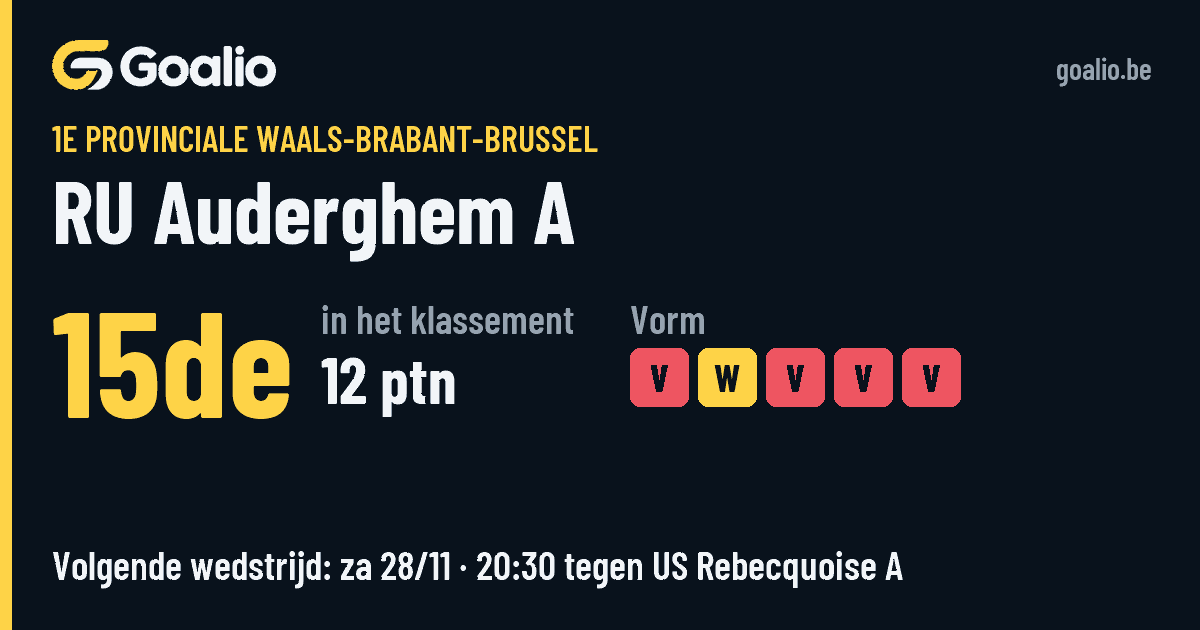 Goalio
goalio.be
1E PROVINCIALE WAALS-BRABANT-BRUSSEL
RU Auderghem A
15de
in het klassement
12 ptn
Vorm
V W V V V
Volgende wedstrijd: za 28/11 · 20:30 tegen US Rebecquoise A